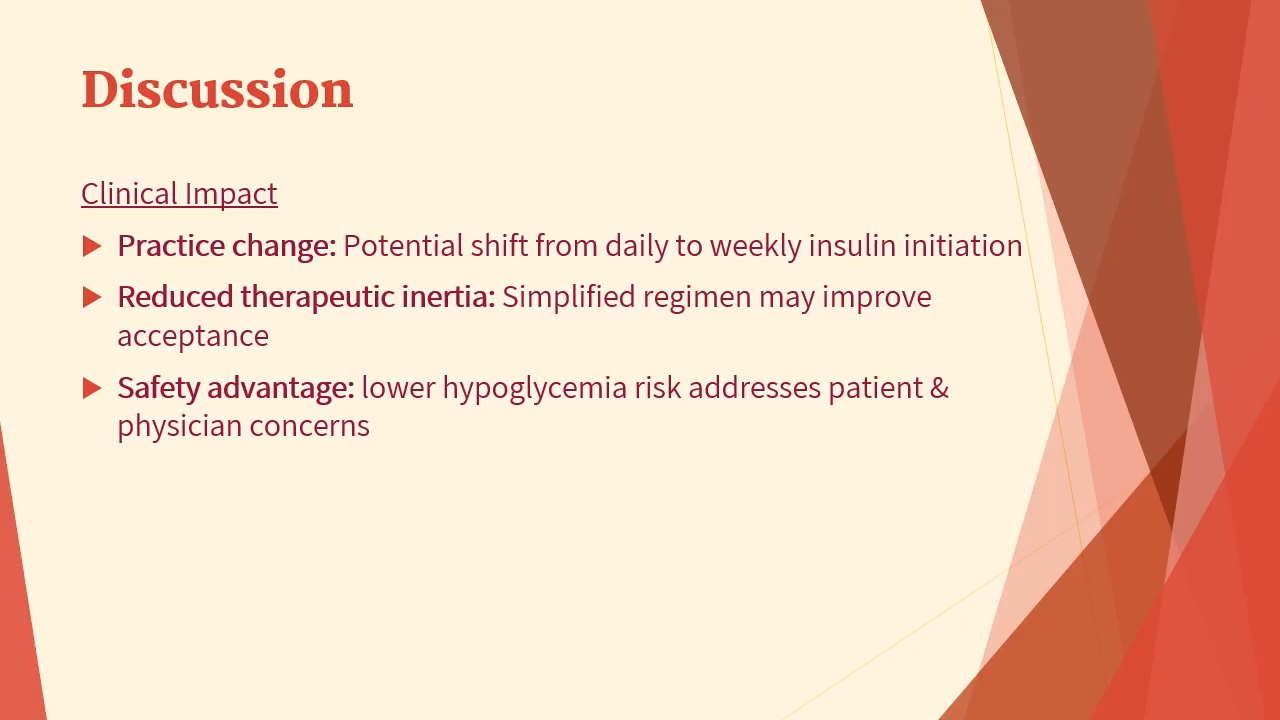 Discussion
Clinical Impact
Practice change: Potential shift from daily to weekly insulin initiation
Reduced therapeutic inertia: Simplified regimen may improve
acceptance
Safety advantage: lower hypoglycemia risk addresses patient &
physician concerns